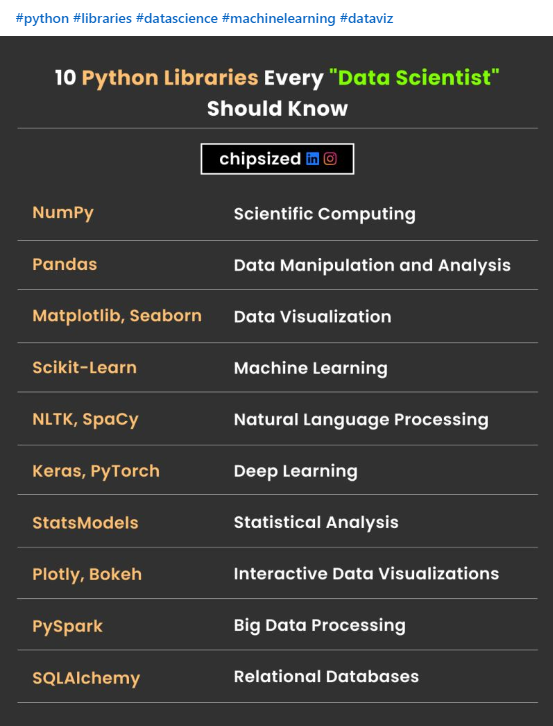 #python #libraries #datascience #machinelearning #dataviz
10 Python Libraries Every "Data Scientist"
Should Know
chipsized
NumPy Scientific Computing
Pandas Data Manipulation and Analysis
Matplotlib, Seaborn Data Visualization
Scikit-Learn Machine Learning
NLTK, SpaCy Natural Language Processing
Keras, PyTorch Deep Learning
StatsModels Statistical Analysis
Plotly, Bokeh Interactive Data Visualizations
PySpark Big Data Processing
SQLAlchemy Relational Databases